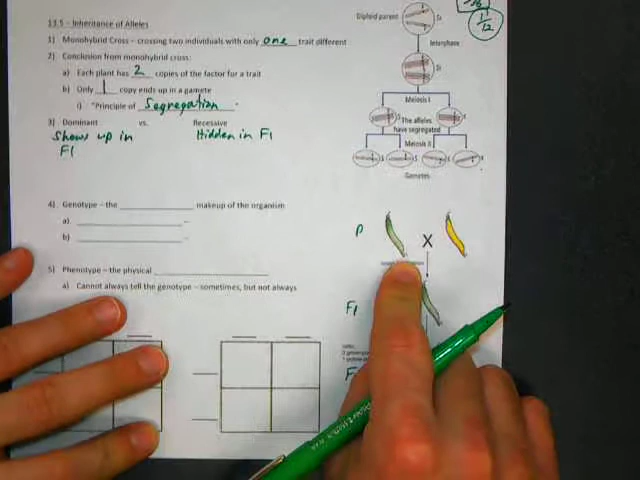 13.5 - Inheritance of Alleles
1) Monohybrid Cross – crossing two individuals with only one trait different
2) Conclusion from monohybrid cross:
a) Each plant has 2 copies of the factor for a trait
b) Only 1 copy ends up in a gamete
i) "Principle of Segregation
3) Dominant vs. Recessive
Shows up in Hidden in F1
F1
4) Genotype – the makeup of the organism
a)
b)
5) Phenotype – the physical
a) Cannot always tell the genotype – sometimes, but not always
1/12
Diploid parent
Interphase
Meiosis I
The alleles
have segregated
Meiosis II
Gametes
P X
F1
F